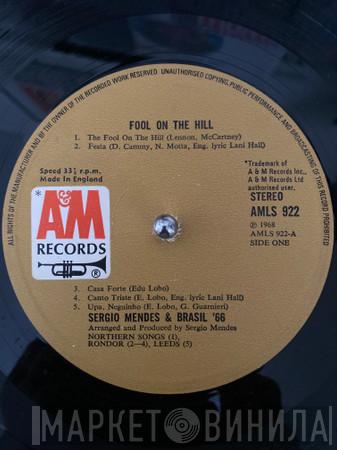 ALL RIGHTS OF THE MANUFACTURER AND OF THE OWNER OF THE RECORDED WORK RESERVED UNAUTHORISED COPYING, PUBLIC PERFORMANCE AND BROADCASTING OF THIS RECORD PROHIBITED
FOOL ON THE HILL
1. The Fool On The Hill (Lennon, McCartney)
2. Festa (D. Cammy, N. Motta, Eng. lyric Lani Hall)
Speed 33⅓ r.p.m.
Made In England
*Trademark of
A & M Records Inc.,
A & M Records Ltd
authorised user.
STEREO
AMLS 922
℗ 1968
AMLS 922-A
SIDE ONE
* A&M
RECORDS
®
3. Casa Forte (Edu Lobo)
4. Canto Triste (E. Lobo, Eng. lyric Lani Hall)
5. Upa, Neguinho (E. Lobo, G. Guarnieri)
SERGIO MENDES & BRASIL '66
Arranged and Produced by Sergio Mendes
NORTHERN SONGS (1),
RONDOR (2—4), LEEDS (5)
МАРКЕТ ВИНИЛА